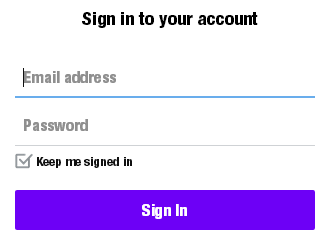 Sign in to your account
Email address
Password
Keep me signed in
Sign In